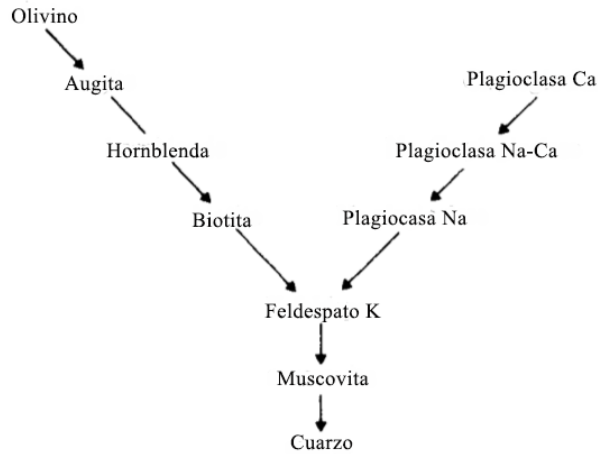 Olivino
Augita
Plagioclasa Ca
Hornblenda
Plagioclasa Na-Ca
Biotita
Plagiocasa Na
Feldespato K
Muscovita
Cuarzo